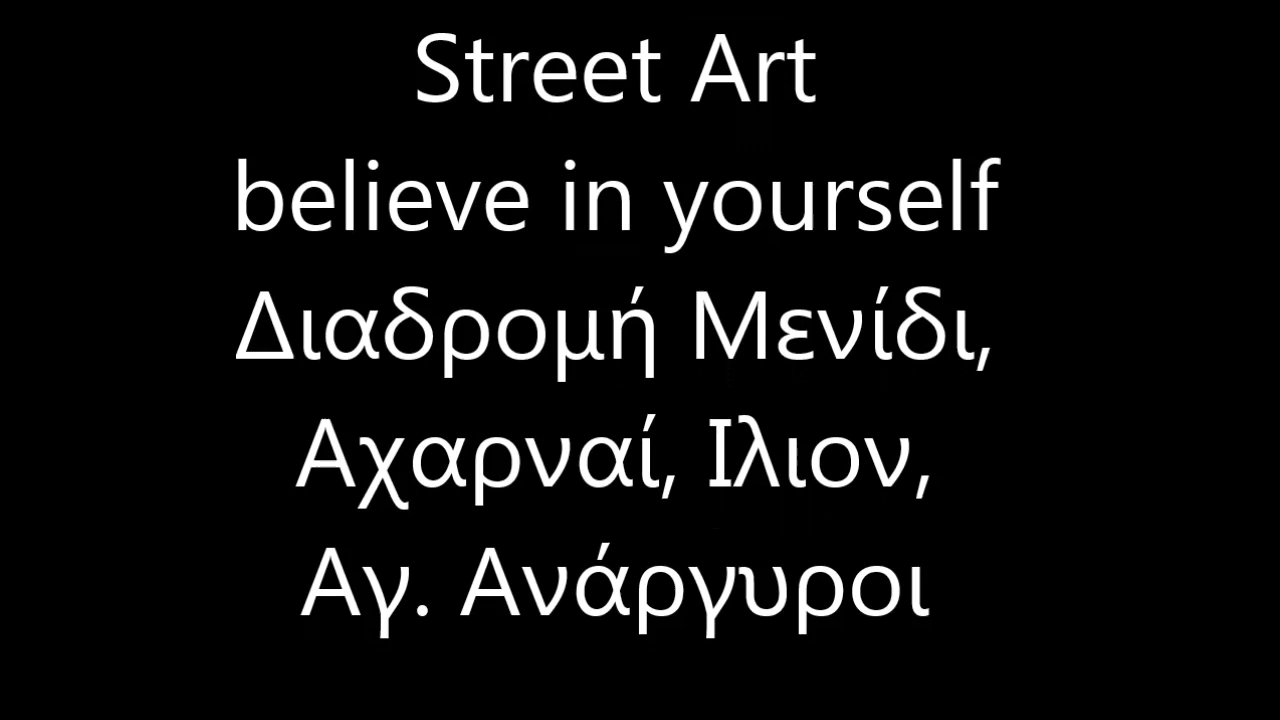 Street Art
believe in yourself
Διαδρομή Μενίδι,
Αχαρναί, Ιλιον,
Αγ. Ανάργυροι